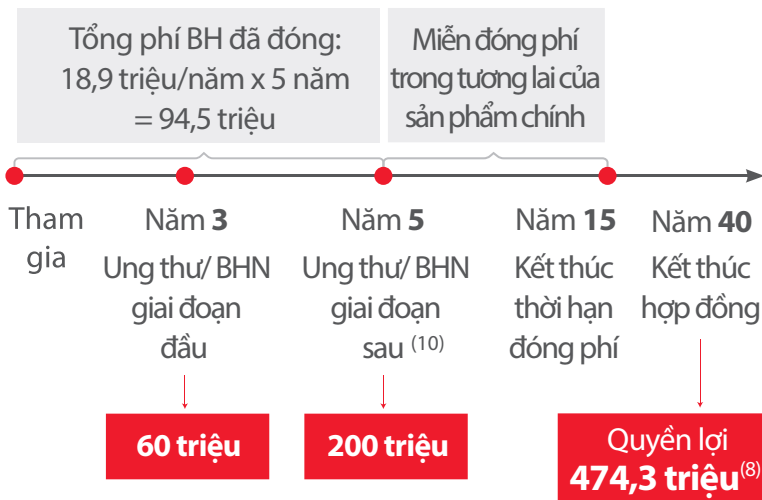 Tổng phí BH đã đóng:
18,9 triệu/năm x 5 năm
= 94,5 triệu
Miễn đóng phí
trong tương lai của
sản phẩm chính
Tham
gia
Năm 3
Ung thư/ BHN
giai đoạn
đầu
60 triệu
Năm 5
Ung thư/ BHN
giai đoạn
sau (10)
200 triệu
Năm 15
Kết thúc
thời hạn
đóng phí
Năm 40
Kết thúc
hợp đồng
Quyền lợi
474,3 triệu(8)